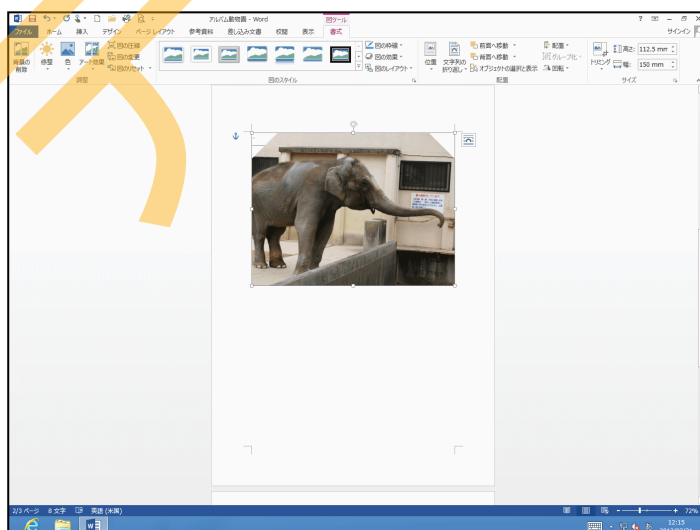 アルバム動物園 - Word
図ツール
サインイン
ファイル ホーム 挿入 デザイン ページ レイアウト 参考資料 差し込み文書 校閲 表示 書式
背景の削除
修整
色
アート効果
図の圧縮
図の変更
図のリセット
調整
図のスタイル
図の枠線
図の効果
図のレイアウト
位置
文字列の折り返し
前面へ移動
背面へ移動
オブジェクトの選択と表示
配置
グループ化
回転
配置
トリミング
高さ: 112.5 mm
幅: 150 mm
サイズ
2/3 ページ 8 文字 英語 (米国)
72%
12:15